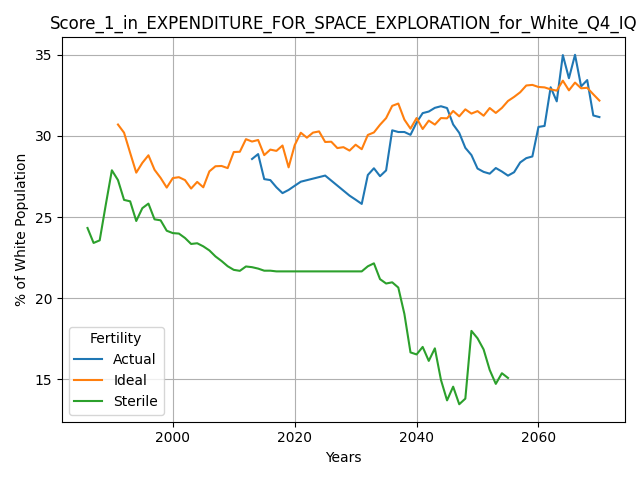 Score_1_in_EXPENDITURE_FOR_SPACE_EXPLORATION_for_White_Q4_IQ
% of White Population
35
30
25
20
15
Fertility
Actual
Ideal
Sterile
2000 2020 2040 2060
Years